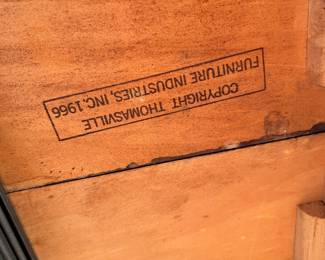 COPYRIGHT THOMASVILLE
FURNITURE INDUSTRIES, INC. 1966